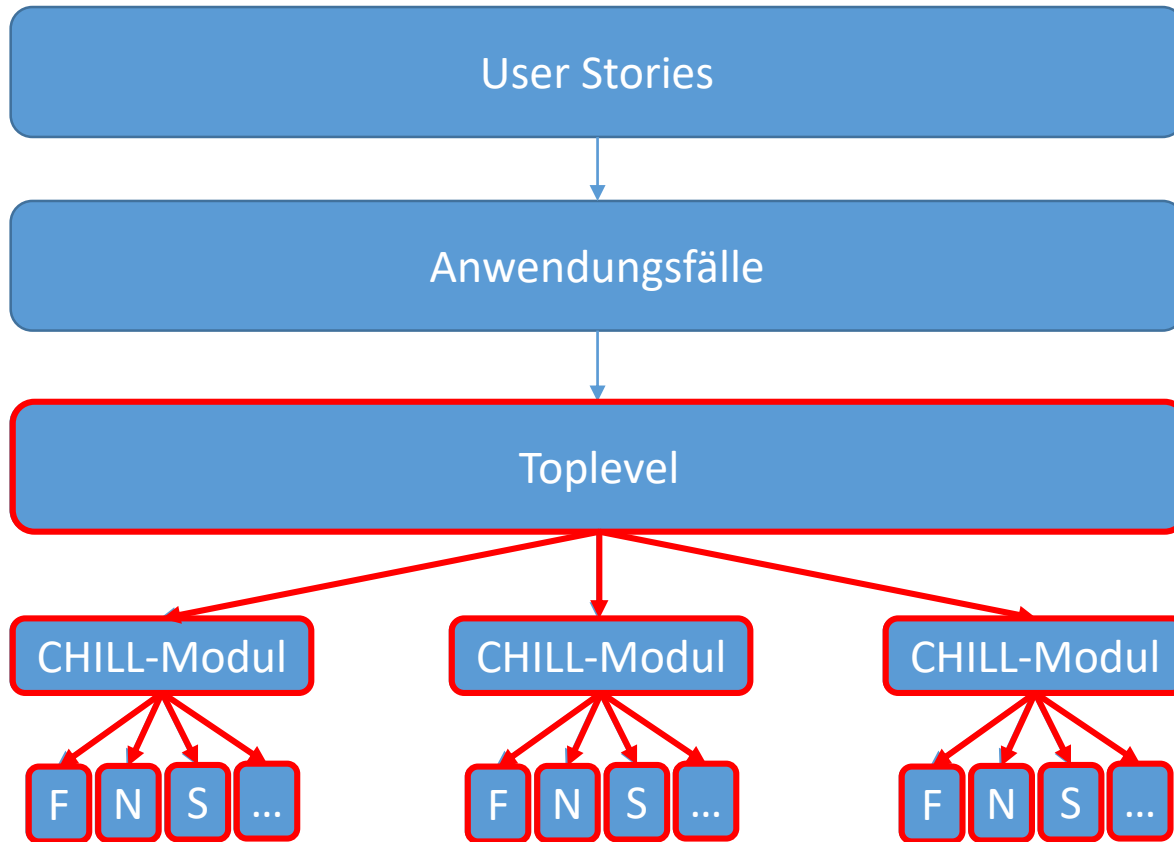 User Stories
Anwendungsfälle
Toplevel
CHILL-Modul CHILL-Modul CHILL-Modul
F N S ... F N S ... F N S ...